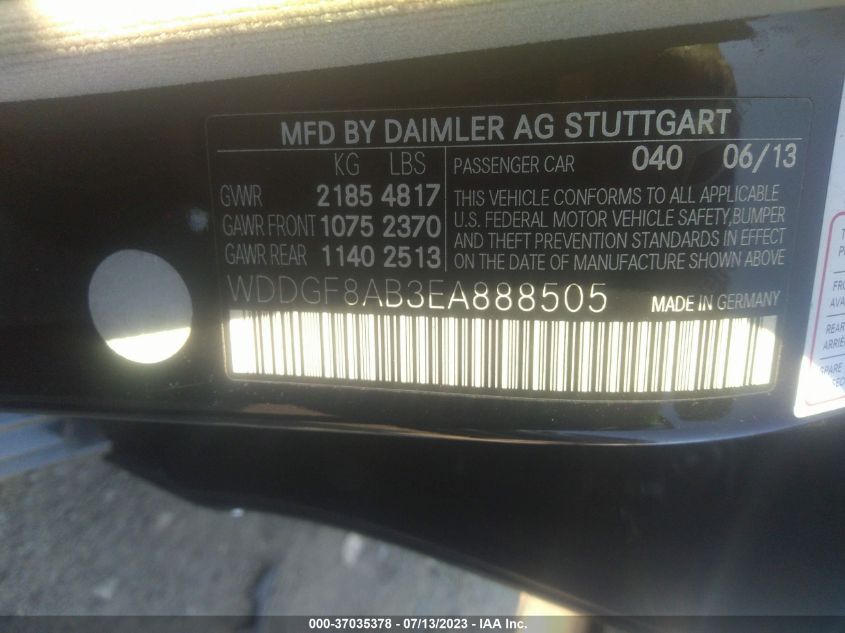 MFD BY DAIMLER AG STUTTGART
KG LBS
GVWR 2185 4817
GAWR FRONT 1075 2370
GAWR REAR 1140 2513
PASSENGER CAR 040 06/13
THIS VEHICLE CONFORMS TO ALL APPLICABLE
U.S. FEDERAL MOTOR VEHICLE SAFETY, BUMPER
AND THEFT PREVENTION STANDARDS IN EFFECT
ON THE DATE OF MANUFACTURE SHOWN ABOVE
WDDGF8AB3EA888505 MADE IN GERMANY
REAR
SPARE
000-37035378 | 07/13/2023 | IAA Inc.